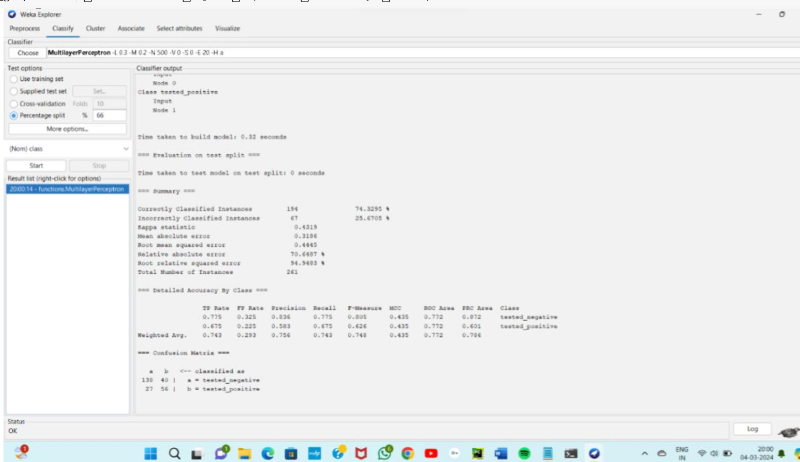 Weka Explorer
Preprocess Classify Cluster Associate Select attributes Visualize
Classifier
Choose MultilayerPerceptron -L 0.3 -M 0.2 -N 500 -V 0 -S 0 -E 20 -H a
Test options
Use training set
Supplied test set Set...
Cross-validation Folds 10
Percentage split % 66
More options...
(Nom) class
Start Stop
Result list (right-click for options)
20:00:14 - functions.MultilayerPerceptron
Classifier output
Input
Node 0
Class tested_positive
Input
Node 1
Time taken to build model: 0.32 seconds
=== Evaluation on test split ===
Time taken to test model on test split: 0 seconds
=== Summary ===
Correctly Classified Instances 194 74.3295 %
Incorrectly Classified Instances 67 25.6705 %
Kappa statistic 0.4319
Mean absolute error 0.3186
Root mean squared error 0.4445
Relative absolute error 70.6487 %
Root relative squared error 94.9483 %
Total Number of Instances 261
=== Detailed Accuracy By Class ===
TP Rate FP Rate Precision Recall F-Measure MCC ROC Area PRC Area Class
0.775 0.325 0.836 0.775 0.805 0.435 0.772 0.872 tested_negative
0.675 0.225 0.583 0.675 0.626 0.435 0.772 0.601 tested_positive
Weighted Avg. 0.743 0.293 0.756 0.743 0.748 0.435 0.772 0.786
=== Confusion Matrix ===
a b <-- classified as
138 40 | a = tested_negative
27 56 | b = tested_positive
Status
OK
Log
ENG
IN
20:00
04-03-2024